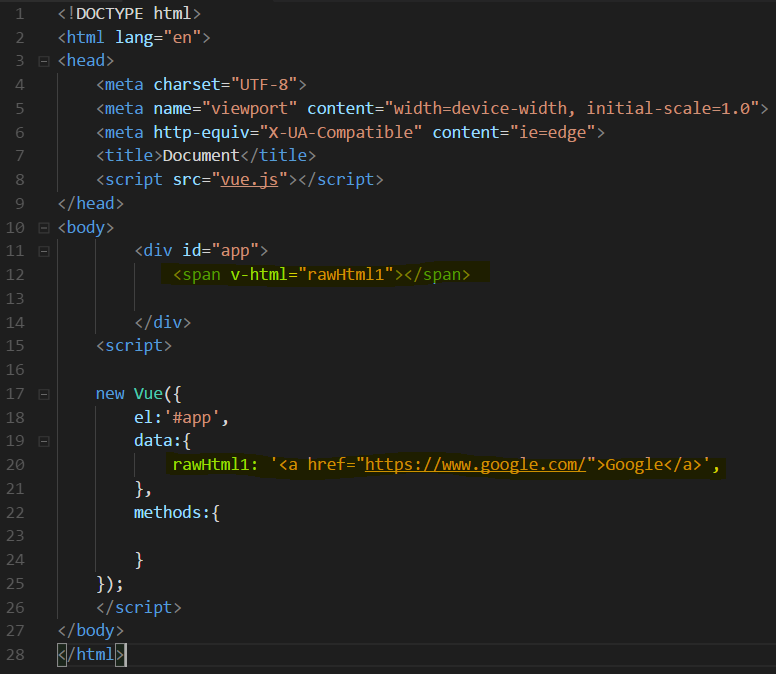 1 <!DOCTYPE html>
2 <html lang="en">
3 <head>
4     <meta charset="UTF-8">
5     <meta name="viewport" content="width=device-width, initial-scale=1.0">
6     <meta http-equiv="X-UA-Compatible" content="ie=edge">
7     <title>Document</title>
8     <script src="vue.js"></script>
9 </head>
10 <body>
11         <div id="app">
12             <span v-html="rawHtml1"></span>
13
14         </div>
15     <script>
16
17     new Vue({
18         el:'#app',
19         data:{
20             rawHtml1: '<a href="https://www.google.com/">Google</a>',
21         },
22         methods:{
23
24         }
25     });
26     </script>
27 </body>
28 </html>